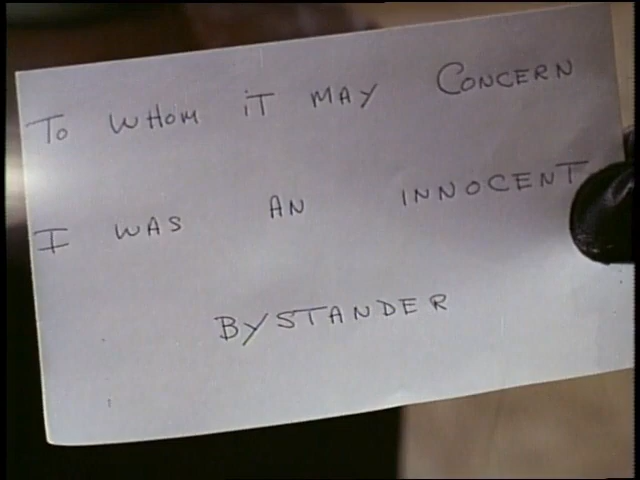 To WHOM iT MAY CONCERN
I WAS AN INNOCENT
BYSTANDER